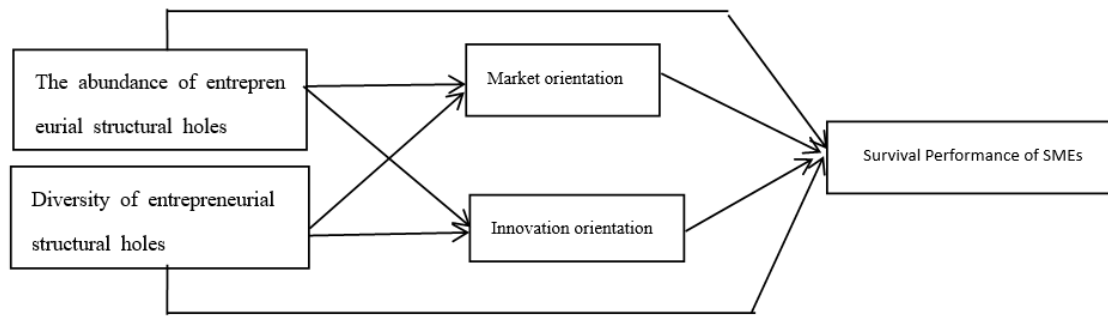 The abundance of entrepren
eurial structural holes
Market orientation
Survival Performance of SMEs
Diversity of entrepreneurial
structural holes
Innovation orientation